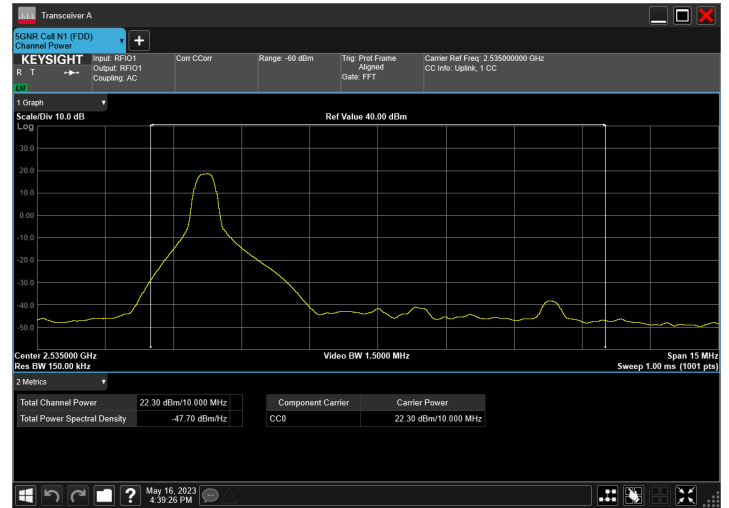 Transceiver A
5GNR Cell N1 (FDD)
Channel Power
+
KEYSIGHT
R T
LXI
Input: RFIO1
Output: RFIO1
Coupling: AC
Corr CCorr
Range: -60 dBm
Trig: Prot Frame
Aligned
Gate: FFT
Carrier Ref Freq: 2.535000000 GHz
CC Info: Uplink, 1 CC
1 Graph
Scale/Div 10.0 dB
Ref Value 40.00 dBm
Log
30.0
20.0
10.0
0.00
-10.0
-20.0
-30.0
-40.0
-50.0
Center 2.535000 GHz
Video BW 1.5000 MHz
Span 15 MHz
Res BW 150.00 kHz
Sweep 1.00 ms (1001 pts)
2 Metrics
Total Channel Power 22.30 dBm/10.000 MHz
Total Power Spectral Density -47.70 dBm/Hz
Component Carrier Carrier Power
CC0 22.30 dBm/10.000 MHz
?
May 16, 2023
4:39:26 PM